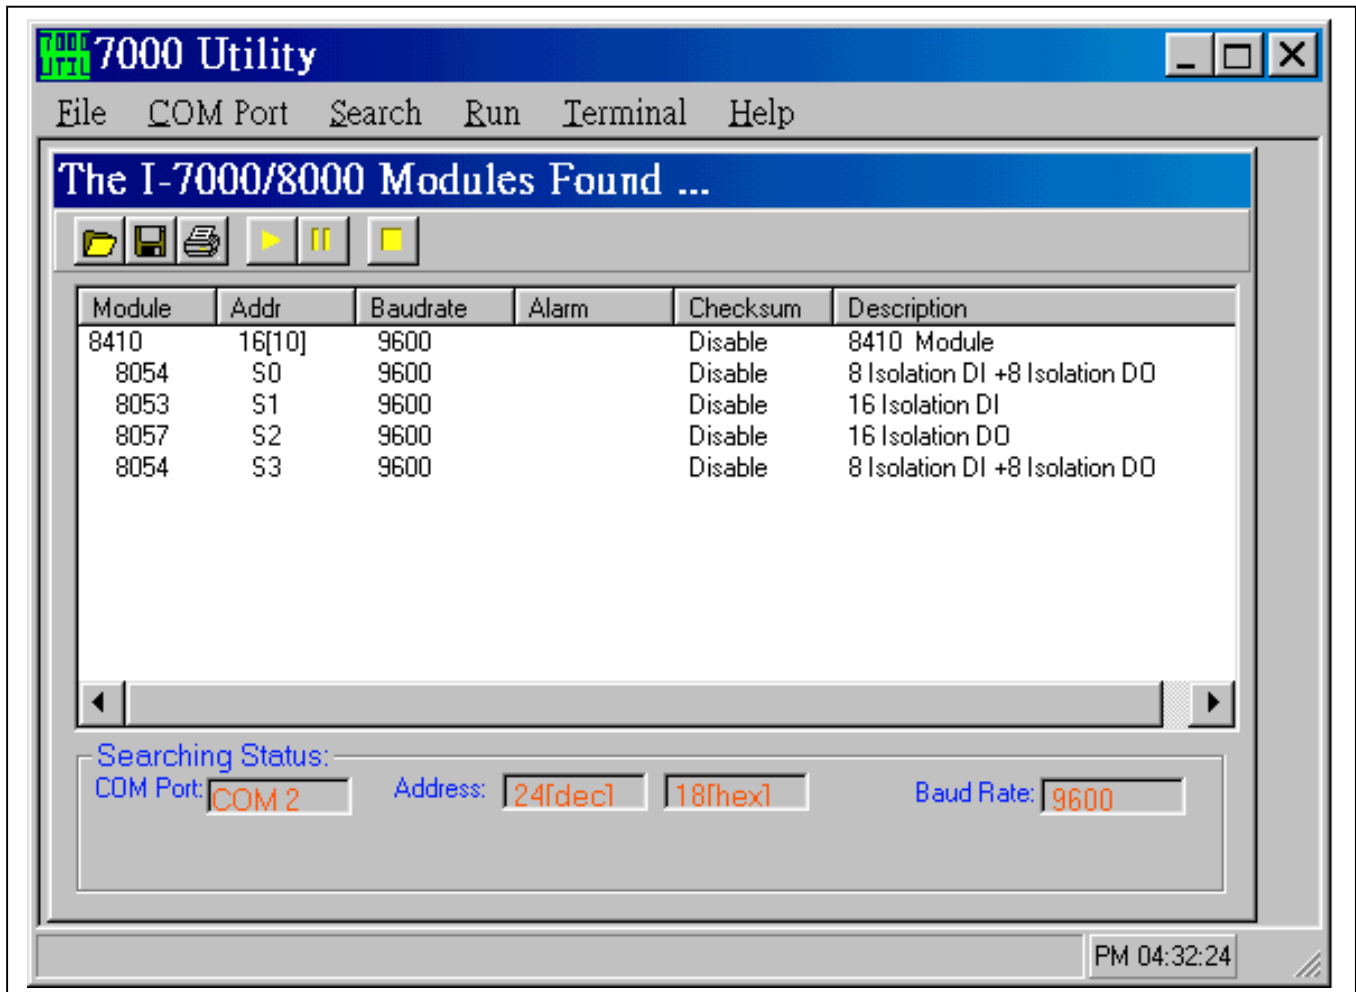 7000 Utility
File COM Port Search Run Terminal Help
The I-7000/8000 Modules Found ...
Module Addr Baudrate Alarm Checksum Description
8410 16[10] 9600 Disable 8410 Module
8054 S0 9600 Disable 8 Isolation DI +8 Isolation DO
8053 S1 9600 Disable 16 Isolation DI
8057 S2 9600 Disable 16 Isolation DO
8054 S3 9600 Disable 8 Isolation DI +8 Isolation DO
Searching Status:
COM Port: COM 2 Address: 24[dec] 18[hex] Baud Rate: 9600
PM 04:32:24